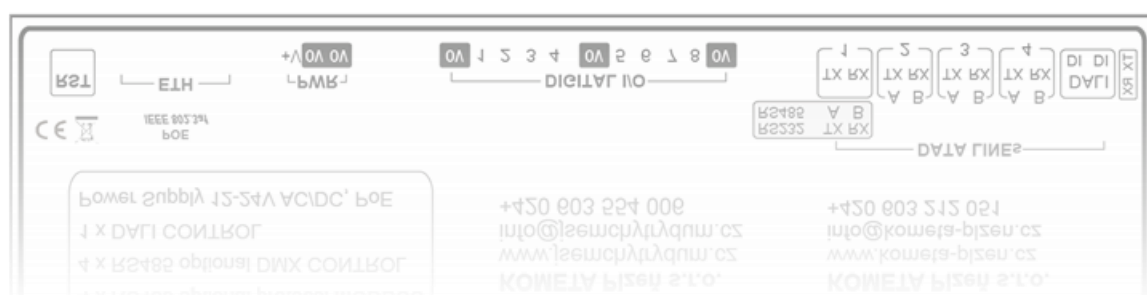 +V 0V 0V
0V 1 2 3 4 0V 5 6 7 8 0V
1 2 3 4
DI DI
TX
RX
RST
ETH
PWR
DIGITAL I/O
TX RX TX RX TX RX TX RX DALI
A B A B A B
RS485 A B
RS232 TX RX
CE
IEEE 802.3af
POE
DATA LINEs
Power Supply 12-24V AC/DC, PoE
1 x DALI CONTROL
4 x RS485 optional DMX CONTROL
+420 603 554 006
info@jsemchytrydum.cz
www.jsemchytrydum.cz
KOMETA Plzeň s.r.o.
+420 603 212 051
info@kometa-plzen.cz
www.kometa-plzen.cz
KOMETA Plzeň s.r.o.